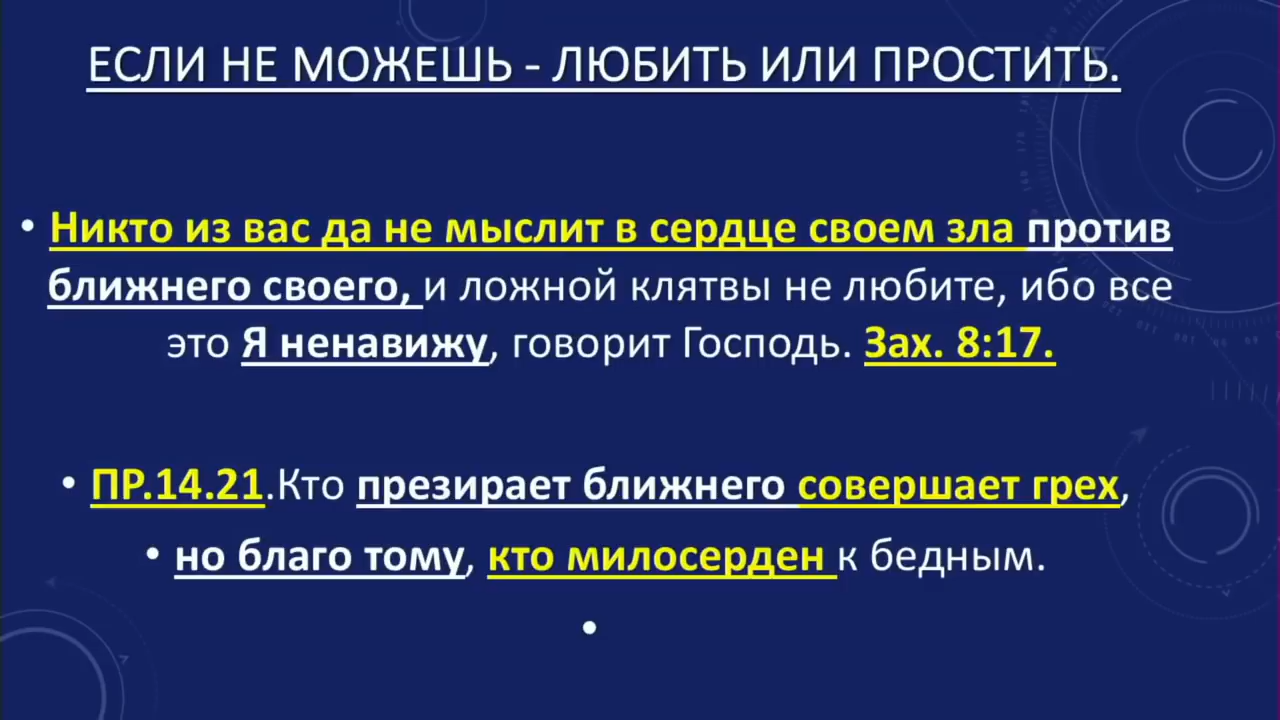 ЕСЛИ НЕ МОЖЕШЬ - ЛЮБИТЬ ИЛИ ПРОСТИТЬ.
• Никто из вас да не мыслит в сердце своем зла против
ближнего своего, и ложной клятвы не любите, ибо все
это Я ненавижу, говорит Господь. Зах. 8:17.
• ПР.14.21.Кто презирает ближнего совершает грех,
• но благо тому, кто милосерден к бедным.
•